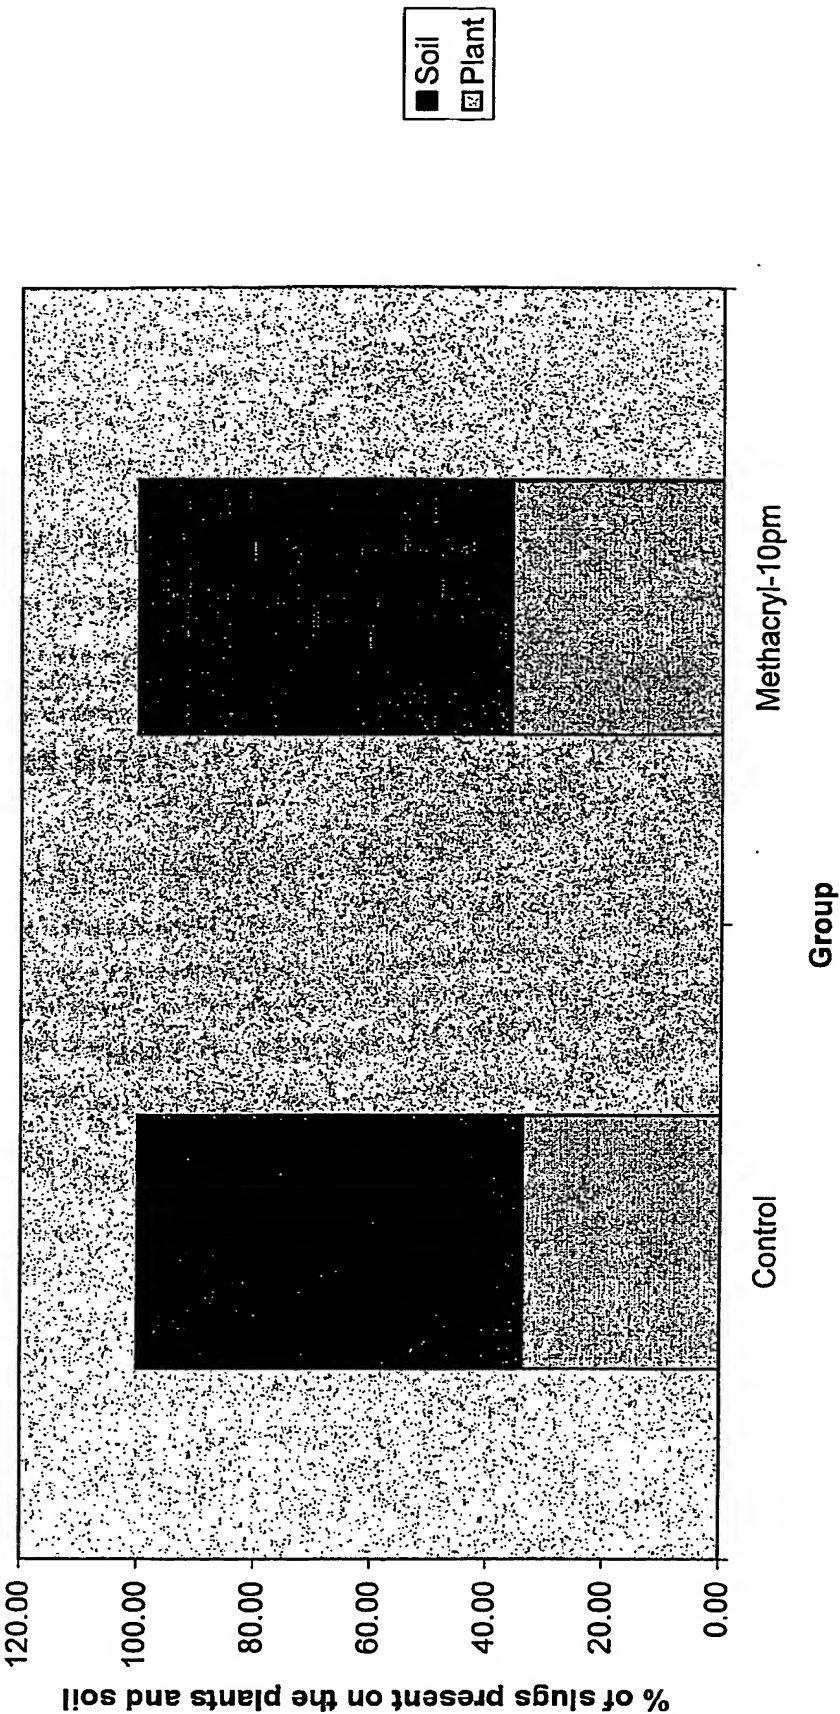 Soil
Plant
120.00
100.00
80.00
60.00
40.00
20.00
0.00
% of slugs present on the plants and soil
Control
Methacryl-10pm
Group